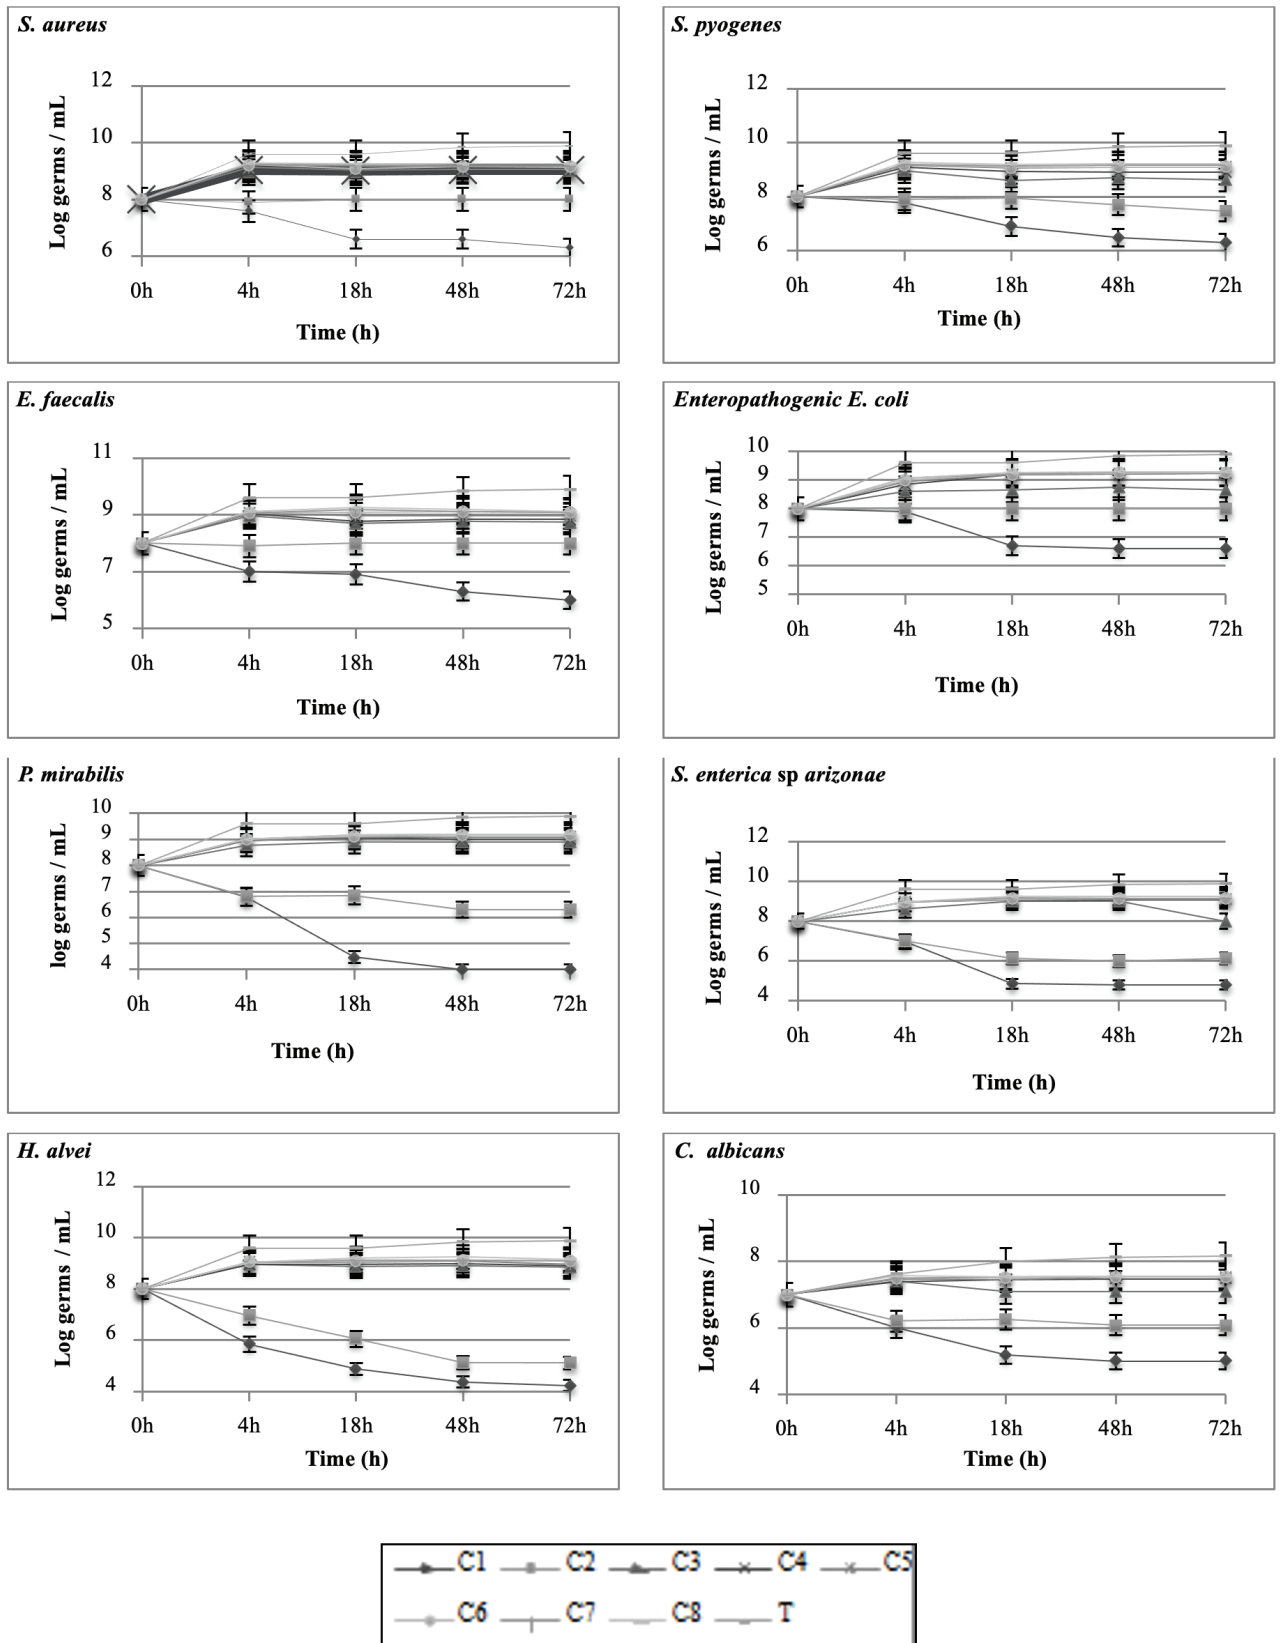 S. aureus
12
10
8
6
Log germs / mL
0h 4h 18h 48h 72h
Time (h)
S. pyogenes
12
10
8
6
Log germs / mL
0h 4h 18h 48h 72h
Time (h)
E. faecalis
11
9
7
5
Log germs / mL
0h 4h 18h 48h 72h
Time (h)
Enteropathogenic E. coli
10
9
8
7
6
5
Log germs / mL
0h 4h 18h 48h 72h
Time (h)
P. mirabilis
10
9
8
7
6
5
4
log germs / mL
0h 4h 18h 48h 72h
Time (h)
S. enterica sp arizonae
12
10
8
6
4
Log germs / mL
0h 4h 18h 48h 72h
Time (h)
H. alvei
12
10
8
6
4
Log germs / mL
0h 4h 18h 48h 72h
Time (h)
C. albicans
10
8
6
4
Log germs / mL
0h 4h 18h 48h 72h
Time (h)
C1 C2 C3 C4 C5
C6 C7 C8 T